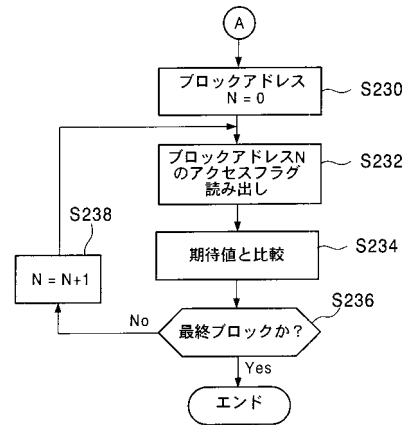 A
ブロックアドレス
N = 0
S230
ブロックアドレスN
のアクセスフラグ
読み出し
S232
S238
N = N+1
期待値と比較
S234
最終ブロックか？
S236
No
Yes
エンド